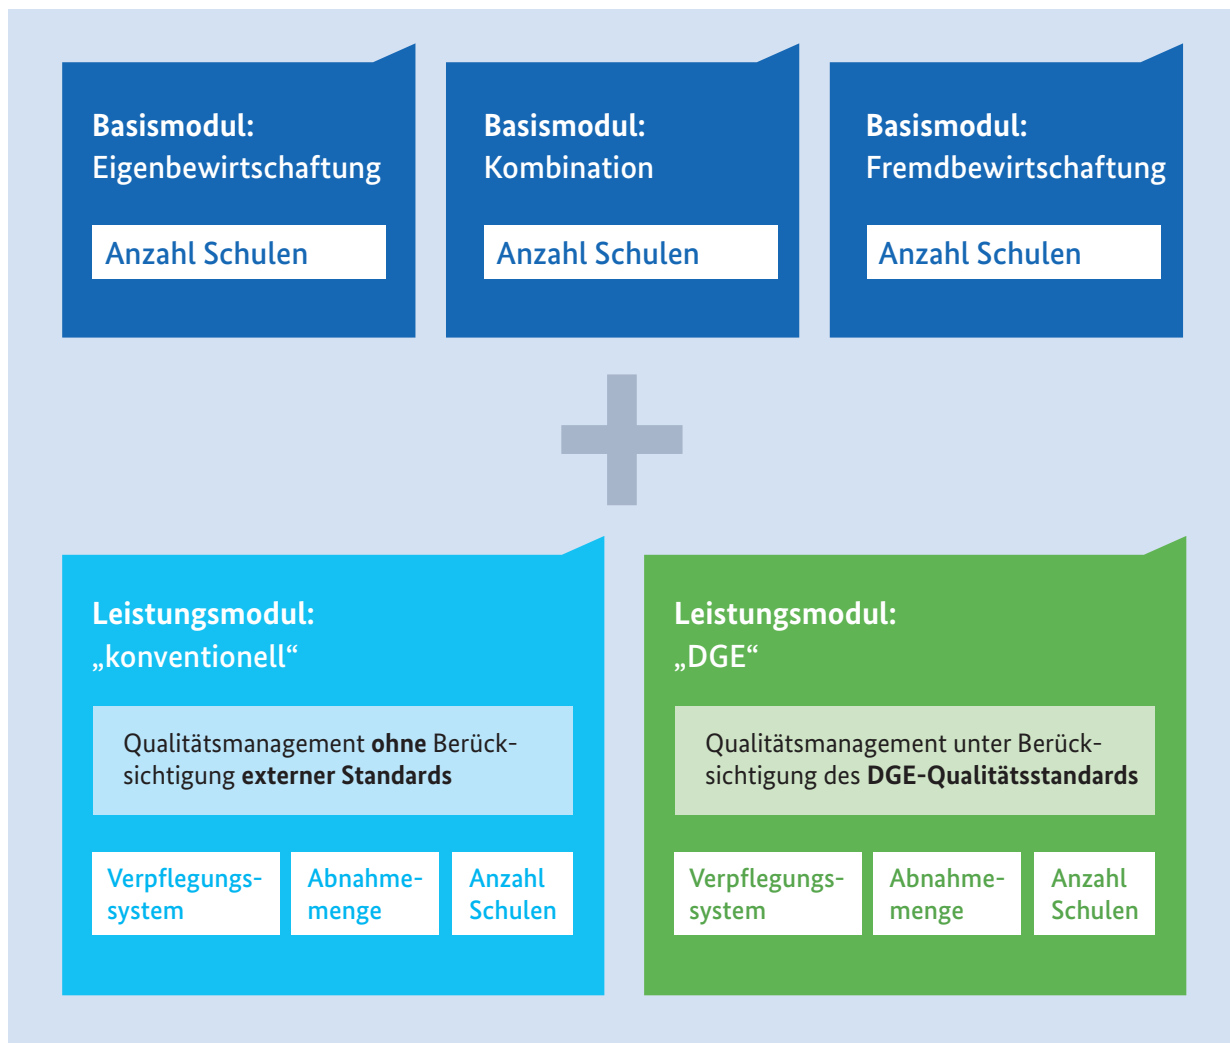 Basismodul:
Eigenbewirtschaftung
Anzahl Schulen
Basismodul:
Kombination
Anzahl Schulen
Basismodul:
Fremdbewirtschaftung
Anzahl Schulen
Leistungsmodul:
„konventionell“
Qualitätsmanagement ohne Berück-
sichtigung externer Standards
Verpflegungs-
system
Abnahme-
menge
Anzahl
Schulen
Leistungsmodul:
„DGE“
Qualitätsmanagement unter Berück-
sichtigung des DGE-Qualitätsstandards
Verpflegungs-
system
Abnahme-
menge
Anzahl
Schulen